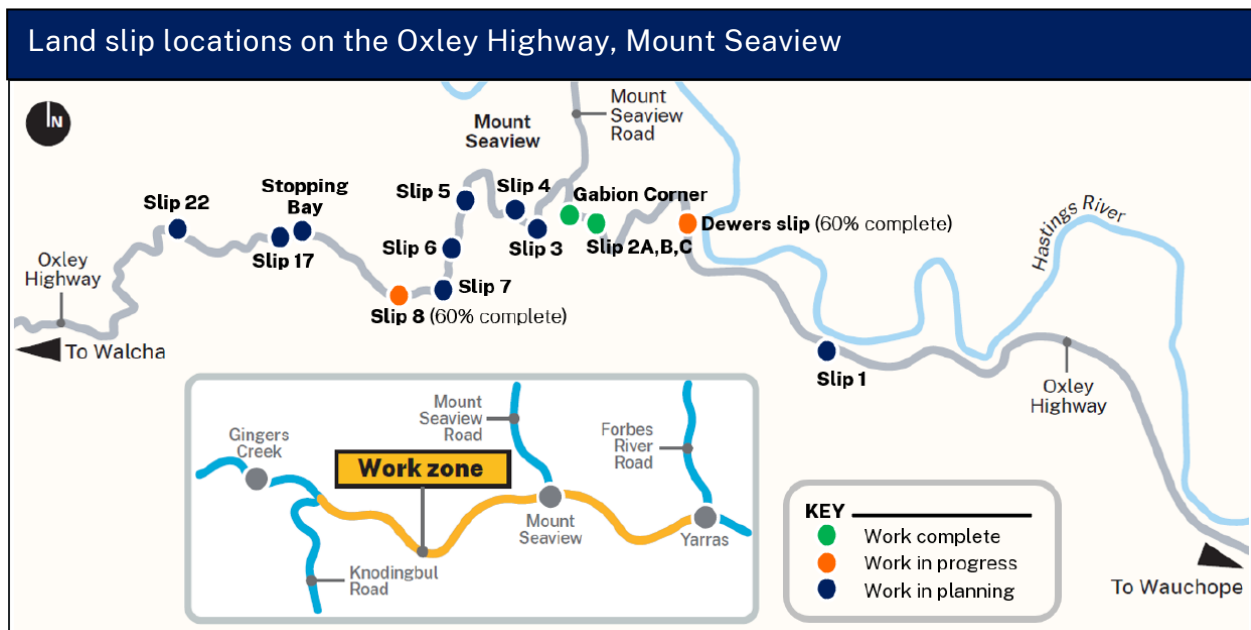 Land slip locations on the Oxley Highway, Mount Seaview
N
Mount
Seaview
Road
Mount
Seaview
Slip 5
Slip 4
Gabion Corner
Stopping
Bay
Slip 22
Hastings River
Dewers slip (60% complete)
Slip 3
Slip 2A,B,C
Slip 6
Slip 17
Oxley
Highway
Slip 7
Slip 8 (60% complete)
To Walcha
Slip 1
Oxley
Highway
Mount
Seaview
Road
Gingers
Creek
Forbes
River
Road
Work zone
Mount
Seaview
Yarras
Knodingbul
Road
KEY
Work complete
Work in progress
Work in planning
To Wauchope